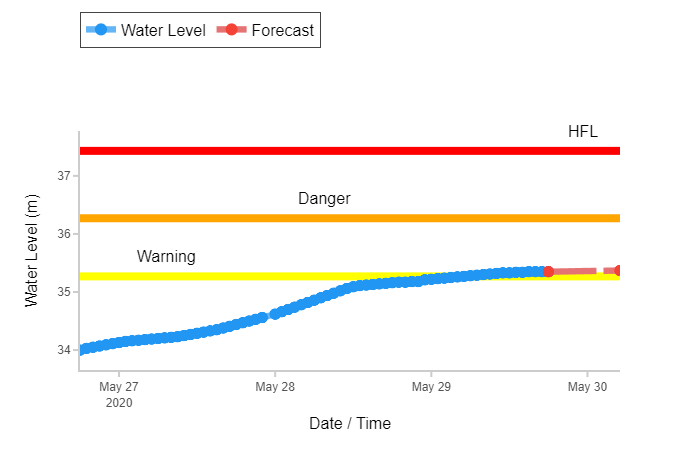 Water Level
Forecast
HFL
Danger
Warning
Water Level (m)
37
36
35
34
May 27
2020
May 28
May 29
May 30
Date / Time